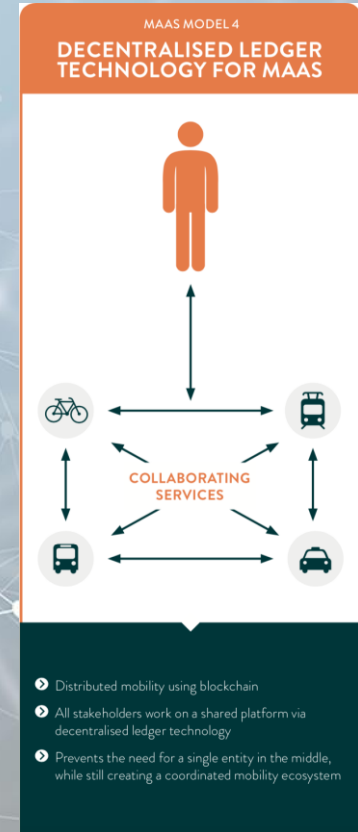 MAAS MODEL 4
DECENTRALISED LEDGER
TECHNOLOGY FOR MAAS
COLLABORATING
SERVICES
Distributed mobility using blockchain
All stakeholders work on a shared platform via
decentralised ledger technology
Prevents the need for a single entity in the middle,
while still creating a coordinated mobility ecosystem